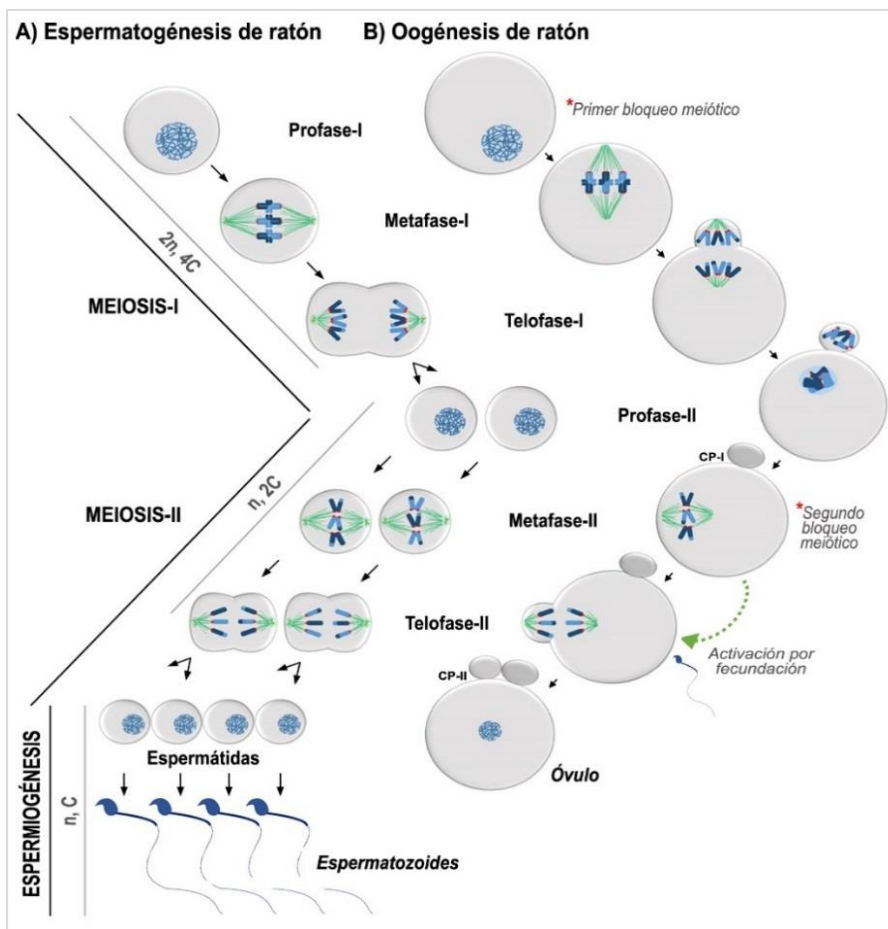 A) Espermatogénesis de ratón
B) Oogénesis de ratón
Profase-I
*Primer bloqueo meiótico
Metafase-I
2n, 4C
MEIOSIS-I
Telofase-I
Profase-II
CP-I
n, 2C
MEIOSIS-II
Metafase-II
*Segundo
bloqueo
meiótico
Telofase-II
Activación por
fecundación
CP-II
Espermátidas
Óvulo
ESPERMIOGÉNESIS
n, C
Espermatozoides